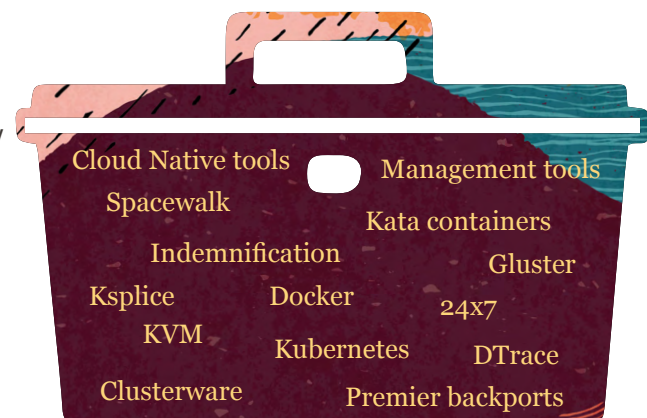 Cloud Native tools
Management tools
Spacewalk
Kata containers
Indemnification
Gluster
Ksplice
Docker
24x7
KVM
Kubernetes
DTrace
Clusterware
Premier backports